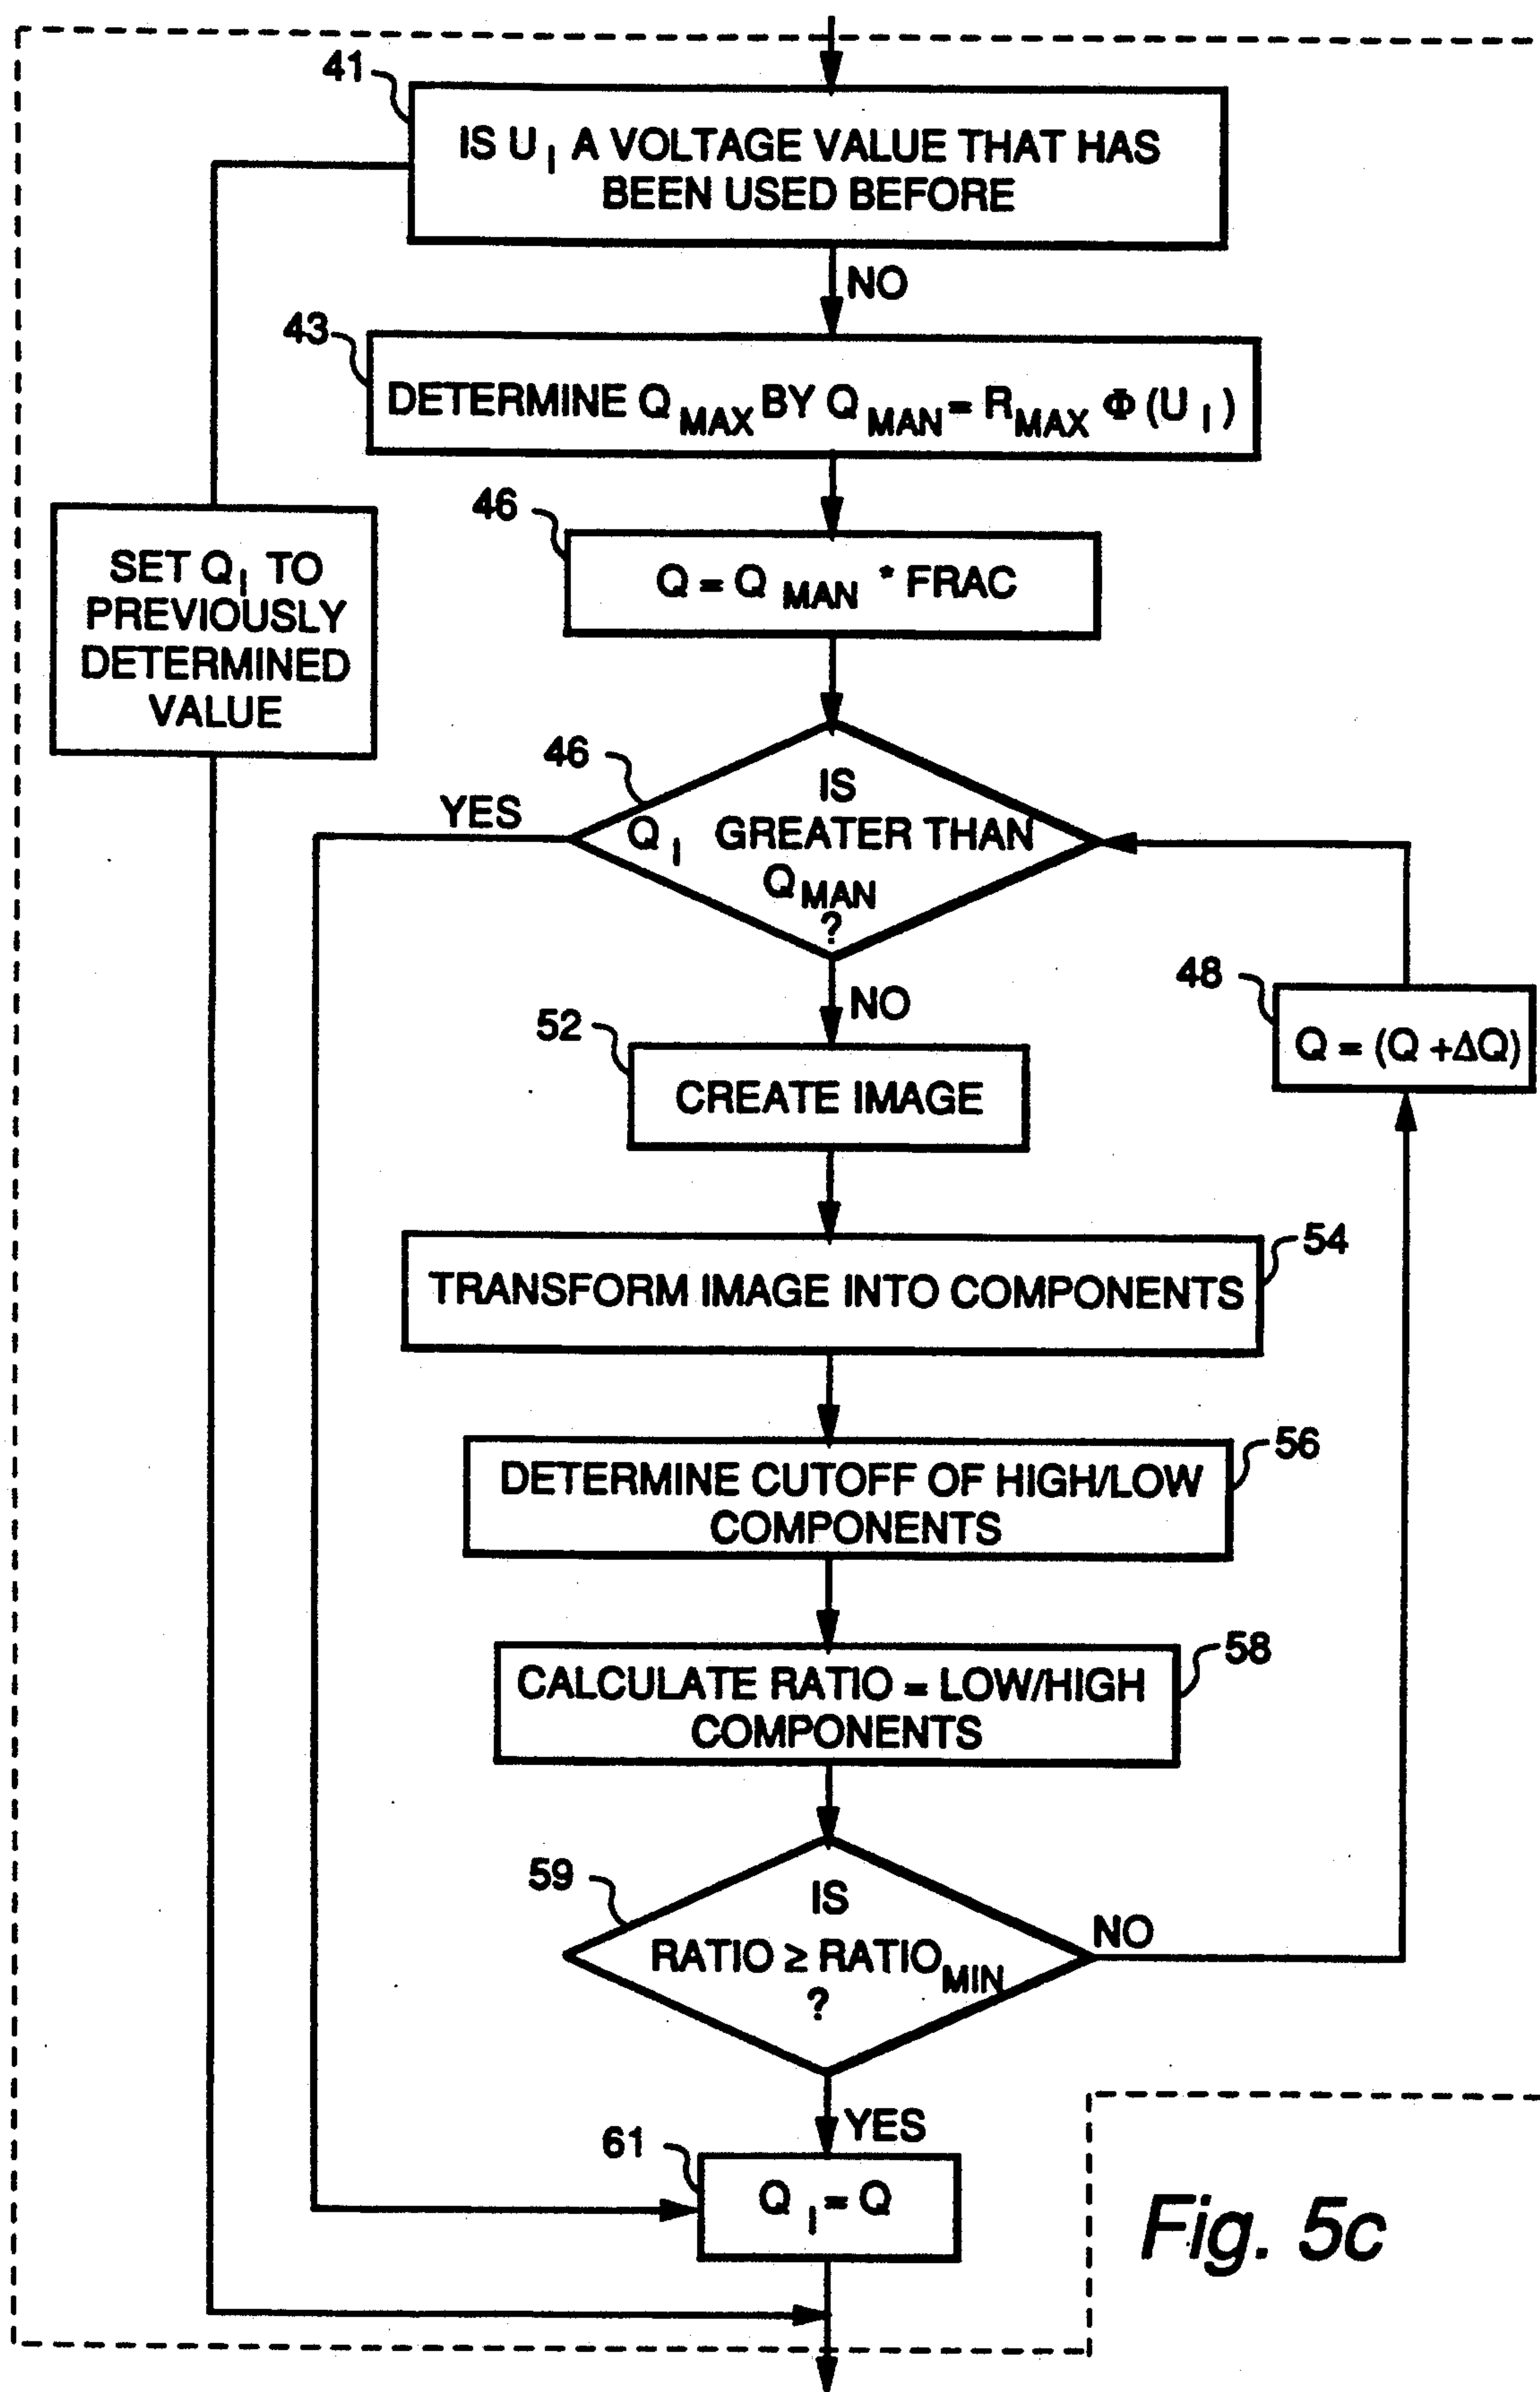 41
IS U I A VOLTAGE VALUE THAT HAS
BEEN USED BEFORE
NO
43
DETERMINE Q MAX BY Q MAN = R MAX Φ (U I)
46
Q = Q MAN * FRAC
SET Q I TO
PREVIOUSLY
DETERMINED
VALUE
46
YES
IS
Q I GREATER THAN
Q MAN
?
NO
48
Q = (Q +ΔQ)
52
CREATE IMAGE
54
TRANSFORM IMAGE INTO COMPONENTS
56
DETERMINE CUTOFF OF HIGH/LOW
COMPONENTS
58
CALCULATE RATIO = LOW/HIGH
COMPONENTS
59
IS
RATIO ≥ RATIO MIN
?
NO
YES
61
Q I = Q
Fig. 5c